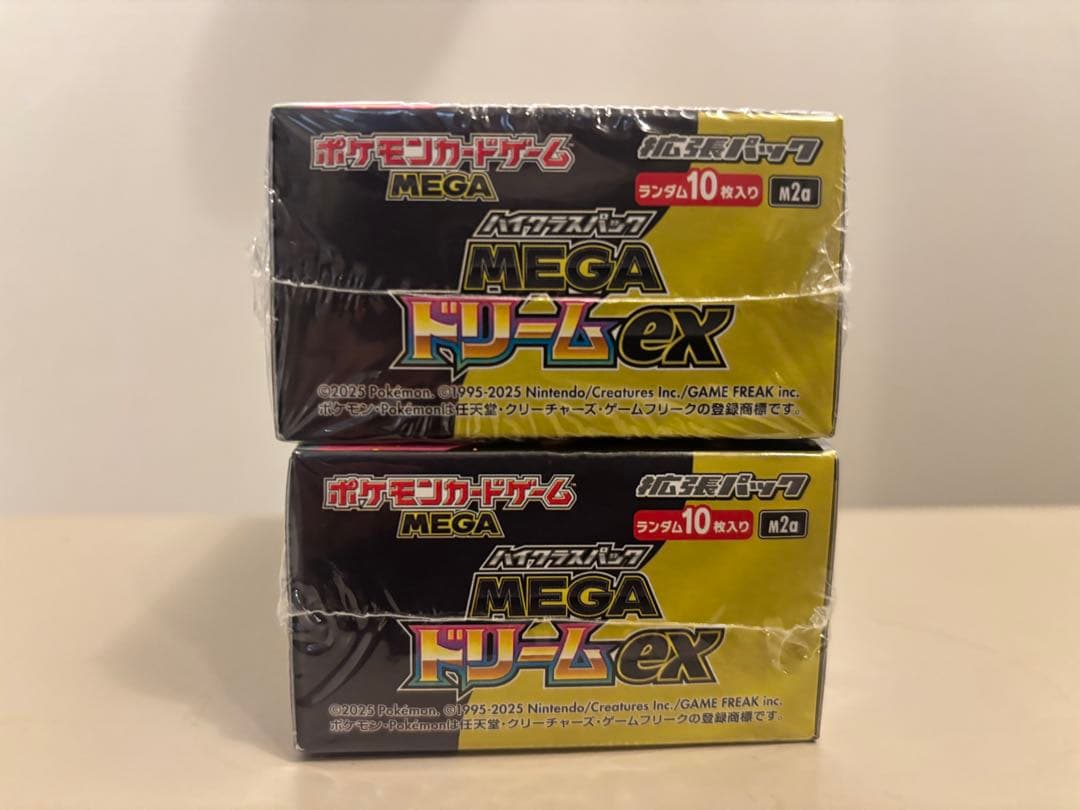 ポケモンカードゲーム
MEGA
拡張パック
ランダム10枚入り M2a
ハイクラスパック
MEGA
ドリームex
©2025 Pokémon. ©1995-2025 Nintendo/Creatures Inc./GAME FREAK inc.
ポケモン・Pokémonは任天堂・クリーチャーズ・ゲームフリークの登録商標です。
ポケモンカードゲーム
MEGA
拡張パック
ランダム10枚入り M2a
ハイクラスパック
MEGA
ドリームex
©2025 Pokémon. ©1995-2025 Nintendo/Creatures Inc./GAME FREAK inc.
ポケモン・Pokémonは任天堂・クリーチャーズ・ゲームフリークの登録商標です。